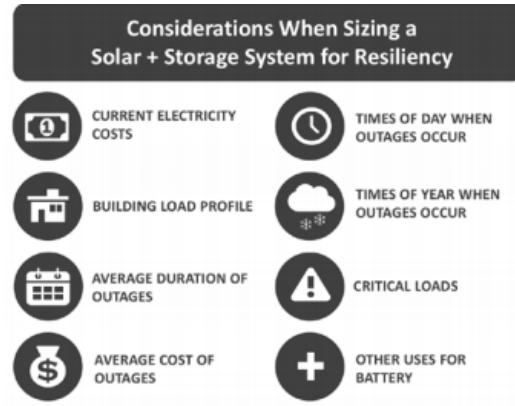 Considerations When Sizing a
Solar + Storage System for Resiliency
1
CURRENT ELECTRICITY
COSTS
TIMES OF DAY WHEN
OUTAGES OCCUR
BUILDING LOAD PROFILE
TIMES OF YEAR WHEN
OUTAGES OCCUR
AVERAGE DURATION OF
OUTAGES
CRITICAL LOADS
$
AVERAGE COST OF
OUTAGES
OTHER USES FOR
BATTERY